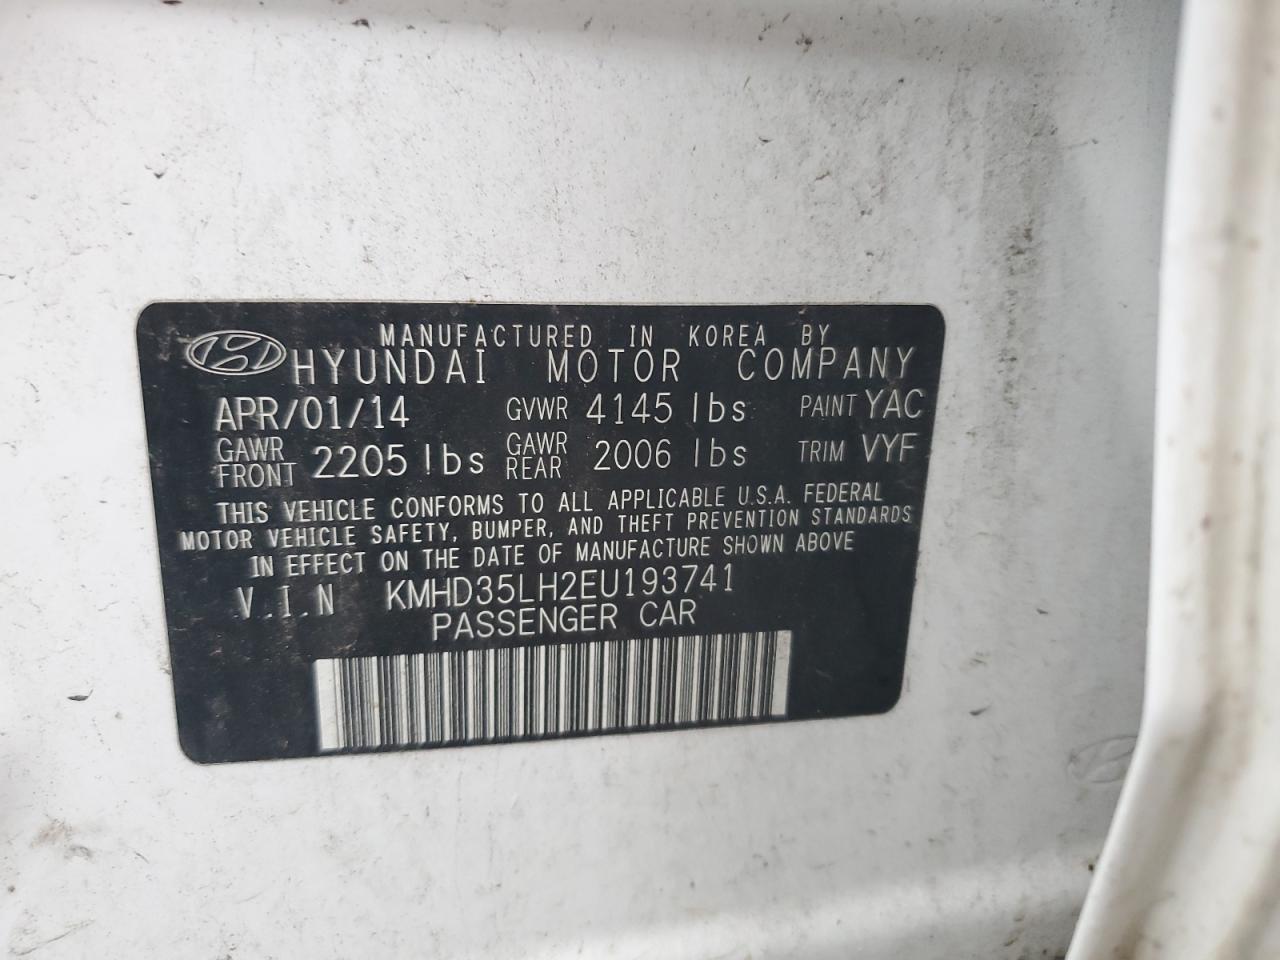 MANUFACTURED IN KOREA BY
HYUNDAI MOTOR COMPANY
APR/01/14 GVWR 4145 lbs PAINT YAC
GAWR FRONT 2205 lbs GAWR REAR 2006 lbs TRIM VYF
THIS VEHICLE CONFORMS TO ALL APPLICABLE U.S.A. FEDERAL
MOTOR VEHICLE SAFETY, BUMPER, AND THEFT PREVENTION STANDARDS
IN EFFECT ON THE DATE OF MANUFACTURE SHOWN ABOVE
V.I.N KMHD35LH2EU193741
PASSENGER CAR